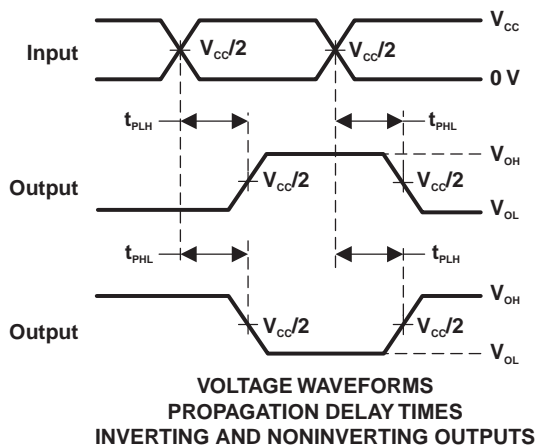 V_CC
Input
V_CC/2
V_CC/2
0 V
t_PLH
t_PHL
V_OH
Output
V_CC/2
V_CC/2
V_OL
t_PHL
t_PLH
V_OH
Output
V_CC/2
V_CC/2
V_OL
VOLTAGE WAVEFORMS
PROPAGATION DELAY TIMES
INVERTING AND NONINVERTING OUTPUTS